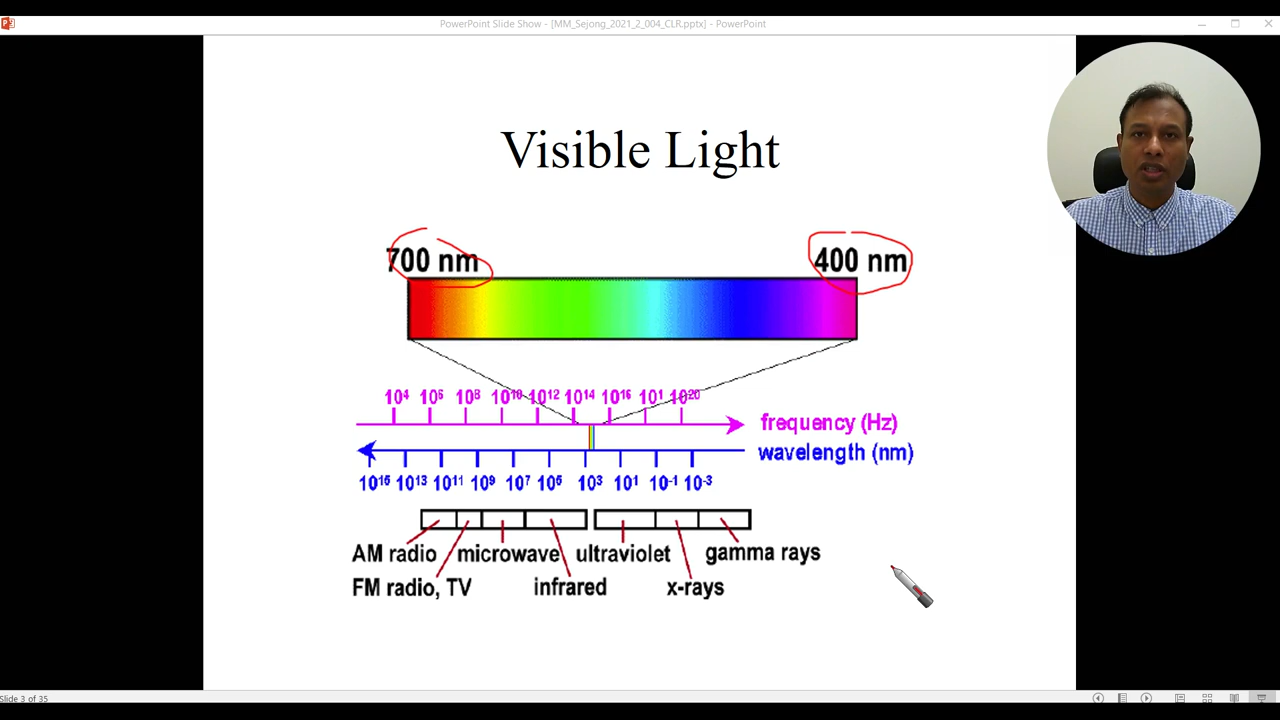 PowerPoint Slide Show - [MM_Sejong_2021_2_004_CLR.pptx] - PowerPoint
Visible Light
700 nm 400 nm
10⁴ 10⁶ 10⁸ 10¹⁰ 10¹² 10¹⁴ 10¹⁶ 10¹ 10²⁰
frequency (Hz)
wavelength (nm)
10¹⁵ 10¹³ 10¹¹ 10⁹ 10⁷ 10⁵ 10³ 10¹ 10⁻¹ 10⁻³
AM radio microwave ultraviolet gamma rays
FM radio, TV infrared x-rays
Slide 3 of 35